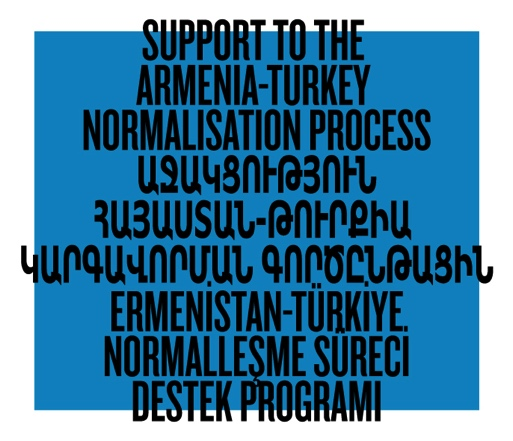 SUPPORT TO THE
ARMENIA-TURKEY
NORMALISATION PROCESS
ԱՋԱԿՑՈՒԹՅՈՒՆ
ՀԱՅԱՍՏԱՆ-ԹՈՒՐՔԻԱ
ԿԱՐԳԱՎՈՐՄԱՆ ԳՈՐԾԸՆԹԱՑԻՆ
ERMENİSTAN-TÜRKİYE
NORMALLEŞME SÜRECİ
DESTEK PROGRAMI